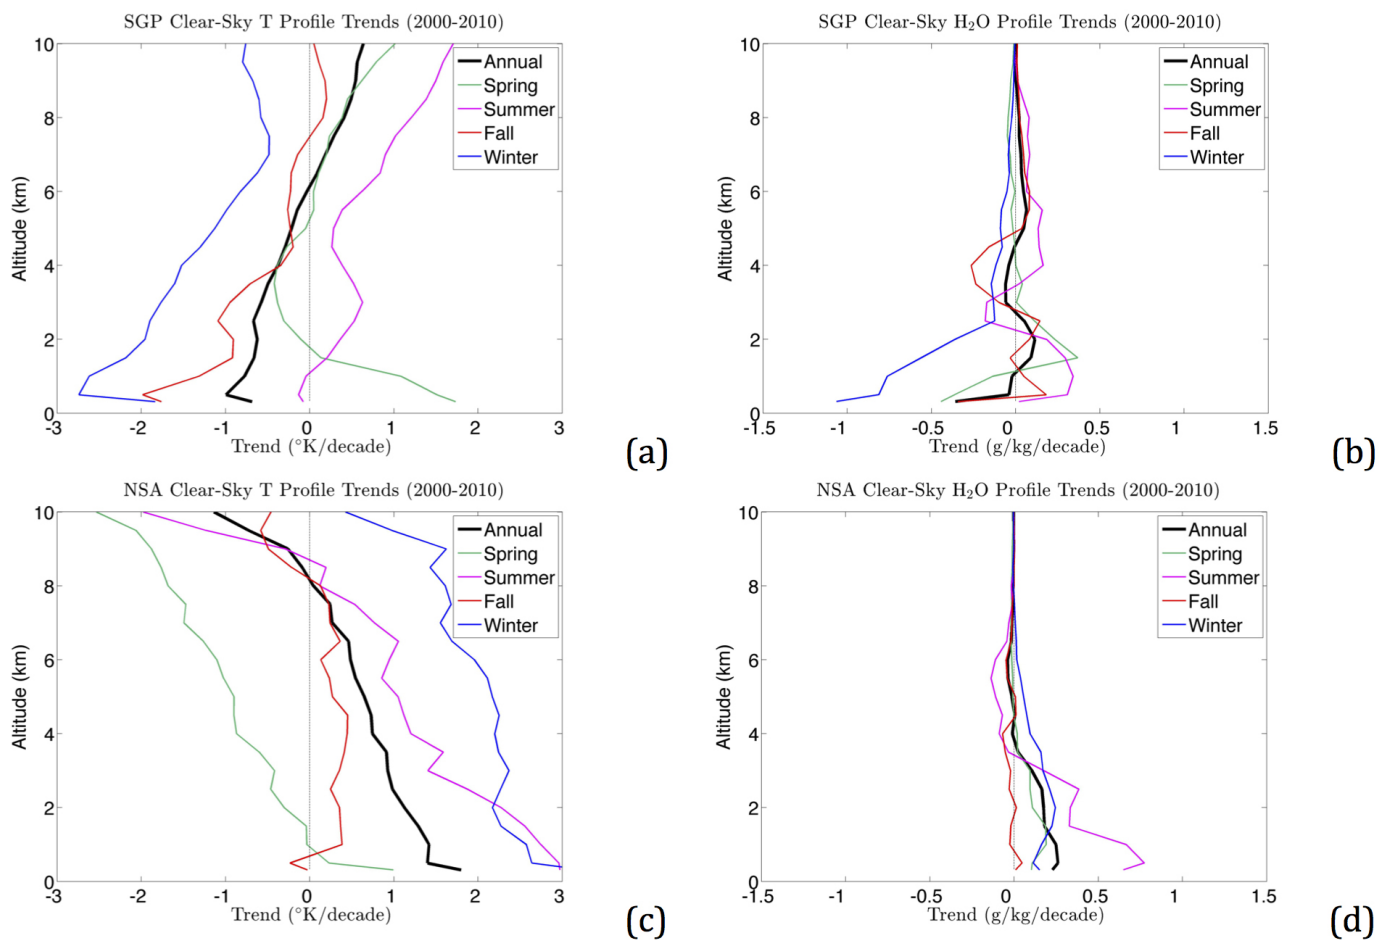 SGP Clear-Sky T Profile Trends (2000-2010)
10
8
6
4
2
0
Altitude (km)
Annual
Spring
Summer
Fall
Winter
-3 -2 -1 0 1 2 3
Trend (°K/decade)
(a)
SGP Clear-Sky H₂O Profile Trends (2000-2010)
10
8
6
4
2
0
Altitude (km)
Annual
Spring
Summer
Fall
Winter
-1.5 -1 -0.5 0 0.5 1 1.5
Trend (g/kg/decade)
(b)
NSA Clear-Sky T Profile Trends (2000-2010)
10
8
6
4
2
0
Altitude (km)
Annual
Spring
Summer
Fall
Winter
-3 -2 -1 0 1 2 3
Trend (°K/decade)
(c)
NSA Clear-Sky H₂O Profile Trends (2000-2010)
10
8
6
4
2
0
Altitude (km)
Annual
Spring
Summer
Fall
Winter
-1.5 -1 -0.5 0 0.5 1 1.5
Trend (g/kg/decade)
(d)